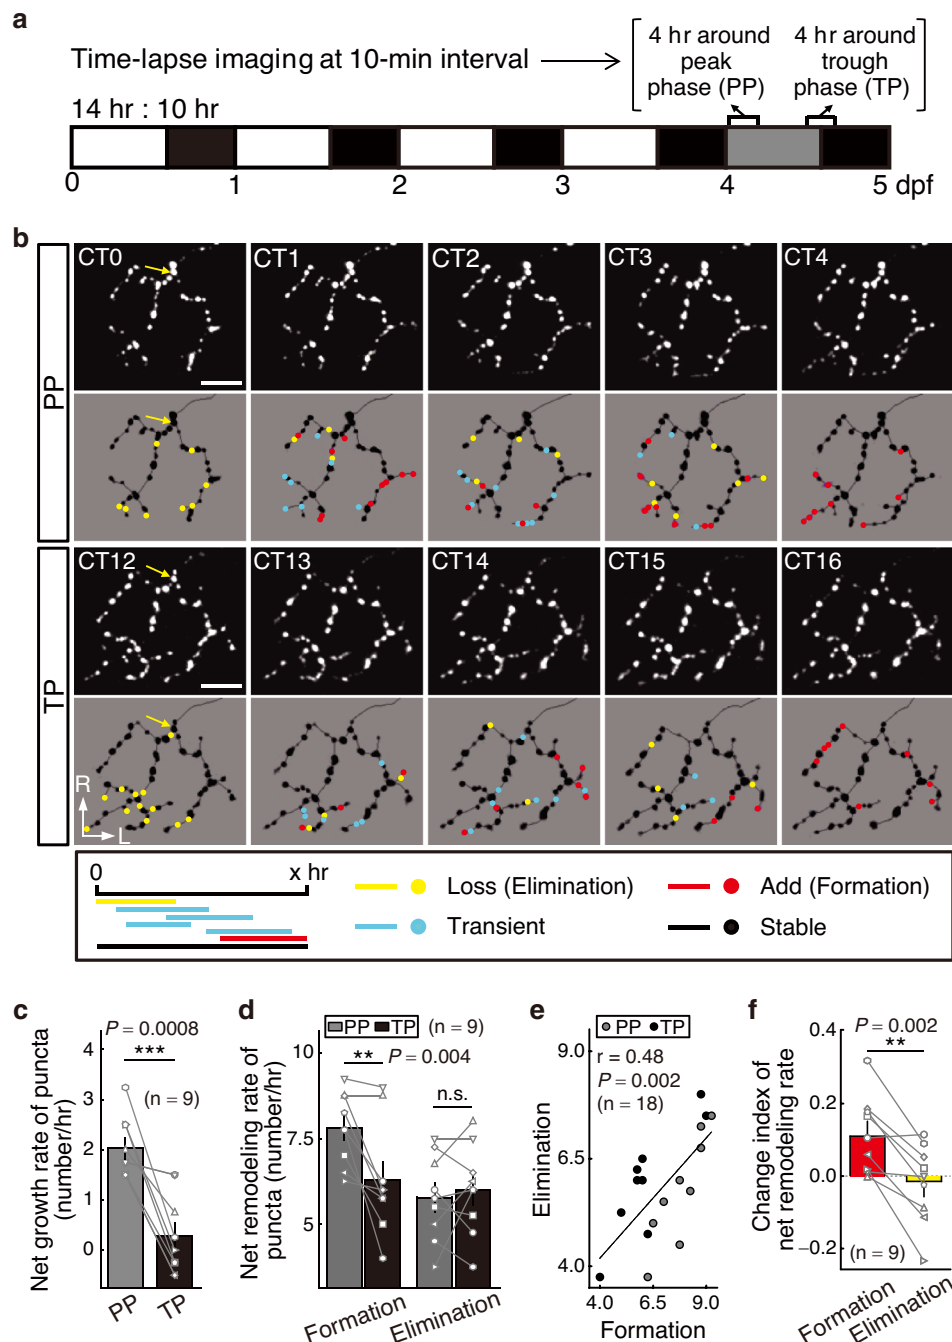 a
Time-lapse imaging at 10-min interval
4 hr around
peak
phase (PP)
4 hr around
trough
phase (TP)
14 hr : 10 hr
0 1 2 3 4 5 dpf
b
PP
CT0 CT1 CT2 CT3 CT4
TP
CT12 CT13 CT14 CT15 CT16
R
L
0 x hr
Loss (Elimination)
Add (Formation)
Transient
Stable
c
P = 0.0008
***
(n = 9)
Net growth rate of puncta
(number/hr)
4
3
2
1
0
PP TP
d
PP TP (n = 9)
** P = 0.004
n.s.
Net remodeling rate of
puncta (number/hr)
10
7.5
5
Formation Elimination
e
PP TP
r = 0.48
P = 0.002
(n = 18)
Elimination
9.0
6.5
4.0
4.0 6.5 9.0
Formation
f
P = 0.002
**
Change index of
net remodeling rate
0.4
0.2
0.0
−0.2
(n = 9)
Formation Elimination